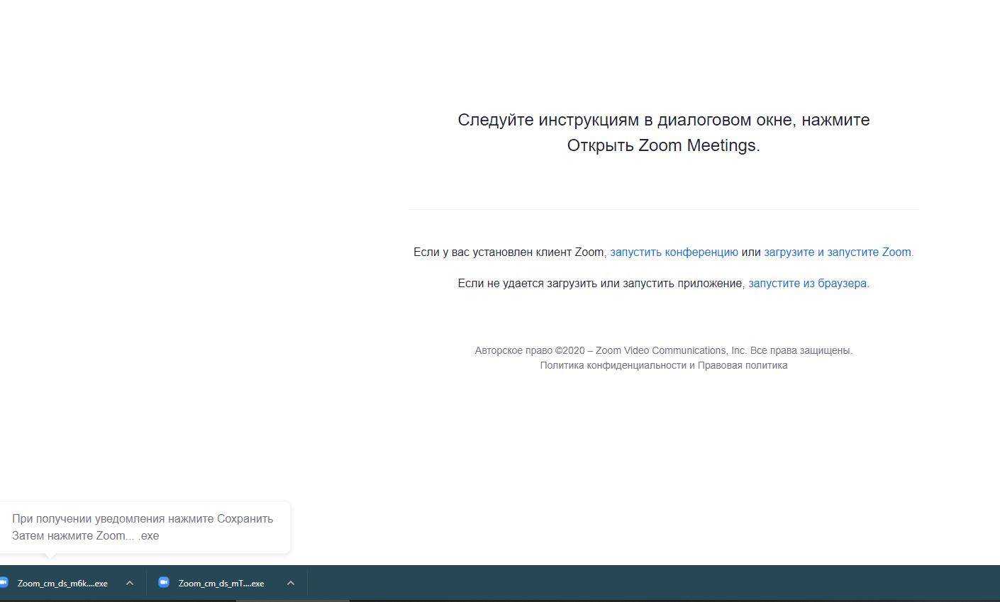 Следуйте инструкциям в диалоговом окне, нажмите
Открыть Zoom Meetings.
Если у вас установлен клиент Zoom, запустить конференцию или загрузите и запустите Zoom.
Если не удается загрузить или запустить приложение, запустите из браузера.
Авторское право ©2020 – Zoom Video Communications, Inc. Все права защищены.
Политика конфиденциальности и Правовая политика
При получении уведомления нажмите Сохранить
Затем нажмите Zoom... .exe
Zoom_cm_ds_m6k....exe
Zoom_cm_ds_mT....exe